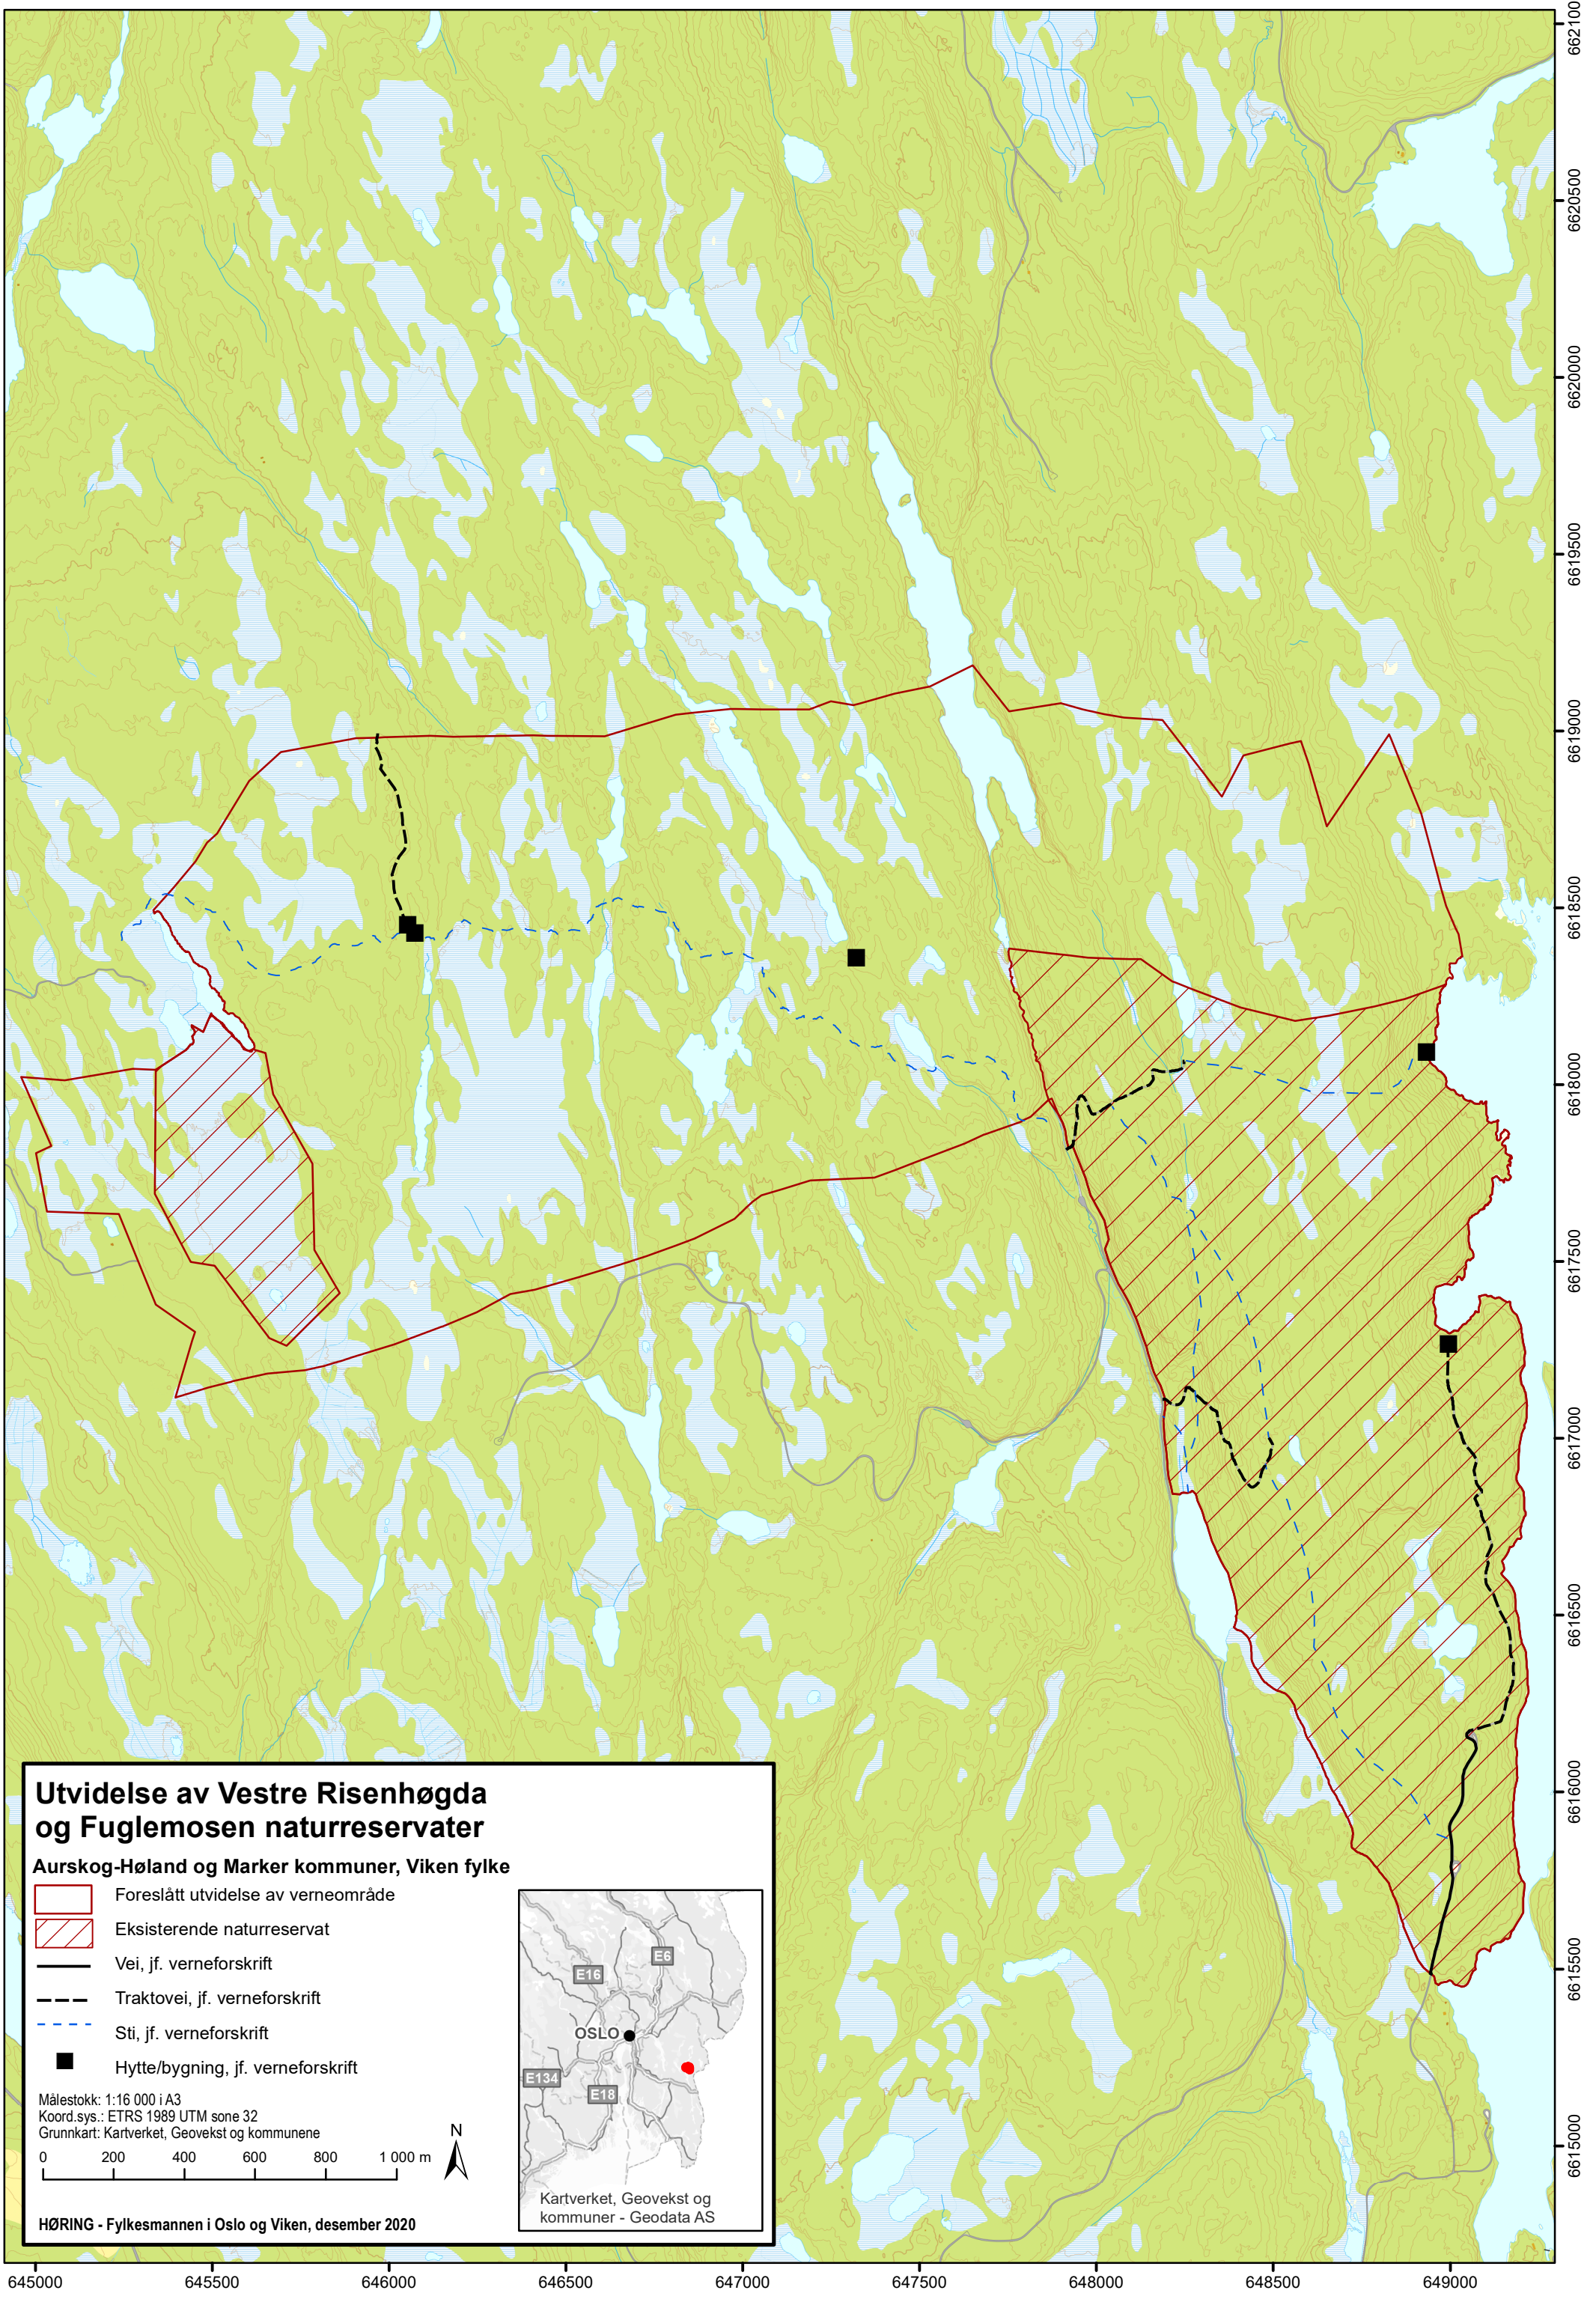 662100
6620500
6620000
6619500
6619000
6618500
6618000
6617500
6617000
6616500
6616000
6615500
6615000
Utvidelse av Vestre Risenhøgda
og Fuglemosen naturreservater
Aurskog-Høland og Marker kommuner, Viken fylke
Foreslått utvidelse av verneområde
Eksisterende naturreservat
Vei, jf. verneforskrift
Traktovei, jf. verneforskrift
Sti, jf. verneforskrift
Hytte/bygning, jf. verneforskrift
Målestokk: 1:16 000 i A3
Koord.sys.: ETRS 1989 UTM sone 32
Grunnkart: Kartverket, Geovekst og kommunene
0 200 400 600 800 1 000 m
N
HØRING - Fylkesmannen i Oslo og Viken, desember 2020
E6
E16
OSLO
E134
E18
Kartverket, Geovekst og
kommuner - Geodata AS
645000 645500 646000 646500 647000 647500 648000 648500 649000